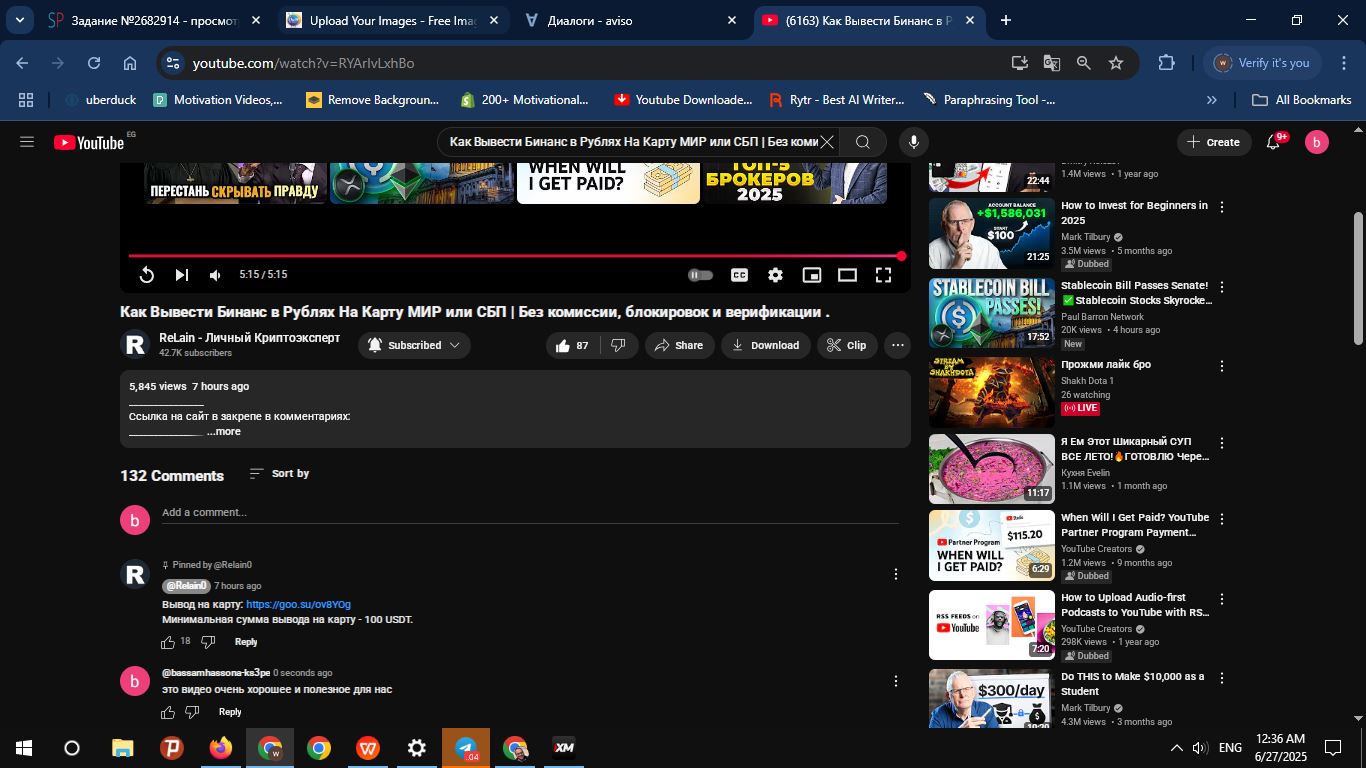 Задание №2682914 - просмот
Upload Your Images - Free Imag
Диалоги - aviso
(6163) Как Вывести Бинанс в Р
youtube.com/watch?v=RYArIvLxhBo
Verify it's you
uberduck
Motivation Videos,...
Remove Backgroun...
200+ Motivational...
Youtube Downloade...
Rytr - Best AI Writer...
Paraphrasing Tool -...
All Bookmarks
YouTube EG
Как Вывести Бинанс в Рублях На Карту МИР или СБП | Без коми
Create
9+
b
ПЕРЕСТАНЬ СКРЫВАТЬ ПРАВДУ
WHEN WILL
I GET PAID?
ТОП-5
БРОКЕРОВ
2025
5:15 / 5:15
CC
Как Вывести Бинанс в Рублях На Карту МИР или СБП | Без комиссии, блокировок и верификации .
R
ReLain - Личный Криптоэксперт
42.7K subscribers
Subscribed
87
Share
Download
Clip
5,845 views 7 hours ago
Ссылка на сайт в закрепе в комментариях:
...more
132 Comments
Sort by
b
Add a comment...
R
Pinned by @Relain0
@Relain0 7 hours ago
Вывод на карту: https://goo.su/ov8YOg
Минимальная сумма вывода на карту - 100 USDT.
18
Reply
b
@bassamhassona-ks3pe 0 seconds ago
это видео очень хорошее и полезное для нас
Reply
22:44
1.4M views • 1 year ago
ACCOUNT BALANCE
+$1,586,031
START
$100
21:25
How to Invest for Beginners in
2025
Mark Tilbury
3.5M views • 5 months ago
Dubbed
STABLECOIN BILL
PASSES!
17:52
Stablecoin Bill Passes Senate!
✅Stablecoin Stocks Skyrocke...
Paul Barron Network
20K views • 4 hours ago
New
STREAM
BY
SHAKHDOTA
Прожми лайк бро
Shakh Dota 1
26 watching
LIVE
11:17
Я Ем Этот Шикарный СУП
ВСЕ ЛЕТО!🔥ГОТОВЛЮ Чере...
Кухня Evelin
1.1M views • 1 month ago
$115.20
Partner Program
WHEN WILL
I GET PAID?
6:29
When Will I Get Paid? YouTube
Partner Program Payment...
YouTube Creators
1.2M views • 9 months ago
Dubbed
RSS FEEDS on
YouTube
7:20
How to Upload Audio-first
Podcasts to YouTube with RS...
YouTube Creators
298K views • 1 year ago
Dubbed
$300/day
Do THIS to Make $10,000 as a
Student
Mark Tilbury
4.3M views • 3 months ago
.04
XM
ENG
12:36 AM
6/27/2025